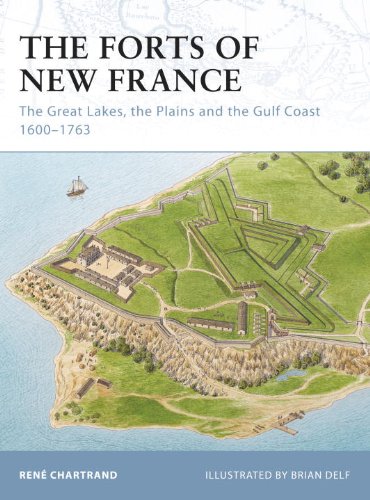 THE FORTS OF
NEW FRANCE
The Great Lakes, the Plains and the Gulf Coast
1600–1763
RENÉ CHARTRAND
ILLUSTRATED BY BRIAN DELF